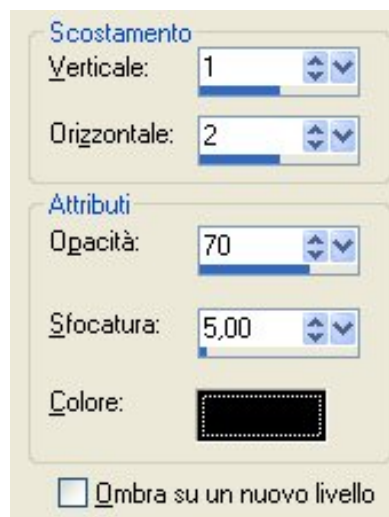 Scostamento
Verticale: 1
Orizzontale: 2
Attributi
Opacità: 70
Sfocatura: 5,00
Colore:
Ombra su un nuovo livello